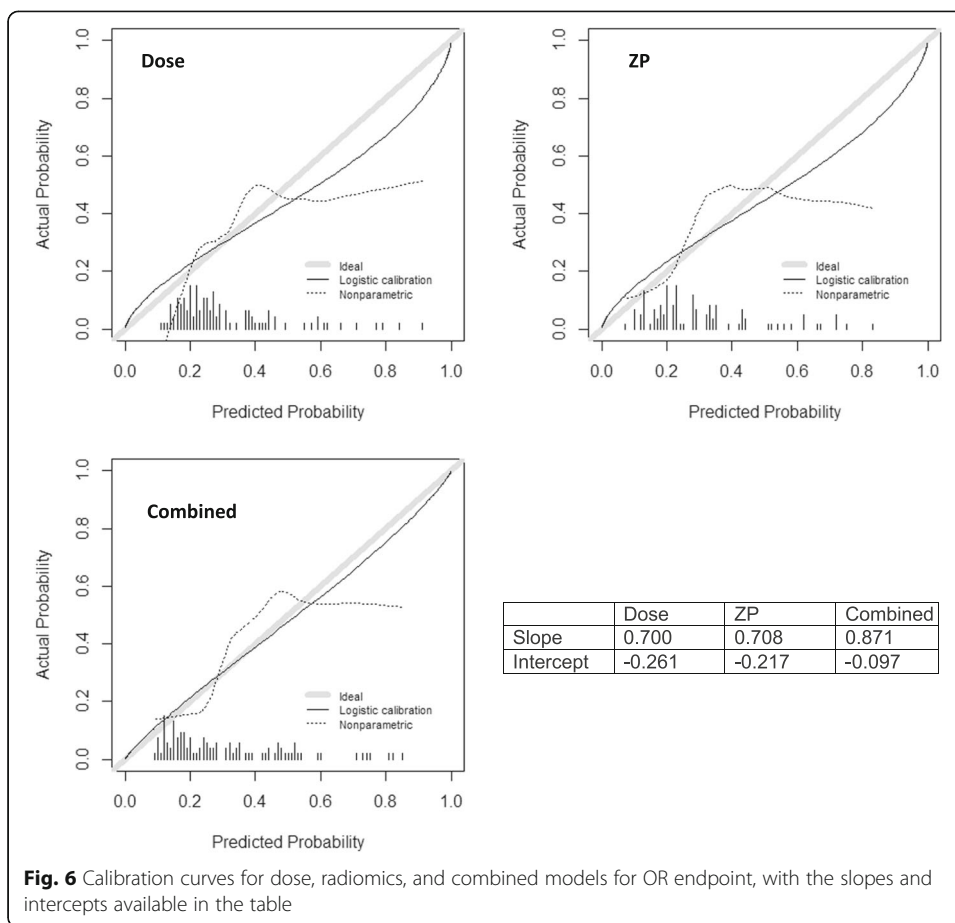 Dose
Actual Probability
1.0
0.8
0.6
0.4
0.2
0.0
Ideal
Logistic calibration
Nonparametric
0.0 0.2 0.4 0.6 0.8 1.0
Predicted Probability
ZP
Actual Probability
1.0
0.8
0.6
0.4
0.2
0.0
Ideal
Logistic calibration
Nonparametric
0.0 0.2 0.4 0.6 0.8 1.0
Predicted Probability
Combined
Actual Probability
1.0
0.8
0.6
0.4
0.2
0.0
Ideal
Logistic calibration
Nonparametric
0.0 0.2 0.4 0.6 0.8 1.0
Predicted Probability
Dose ZP Combined
Slope 0.700 0.708 0.871
Intercept -0.261 -0.217 -0.097
Fig. 6 Calibration curves for dose, radiomics, and combined models for OR endpoint, with the slopes and
intercepts available in the table